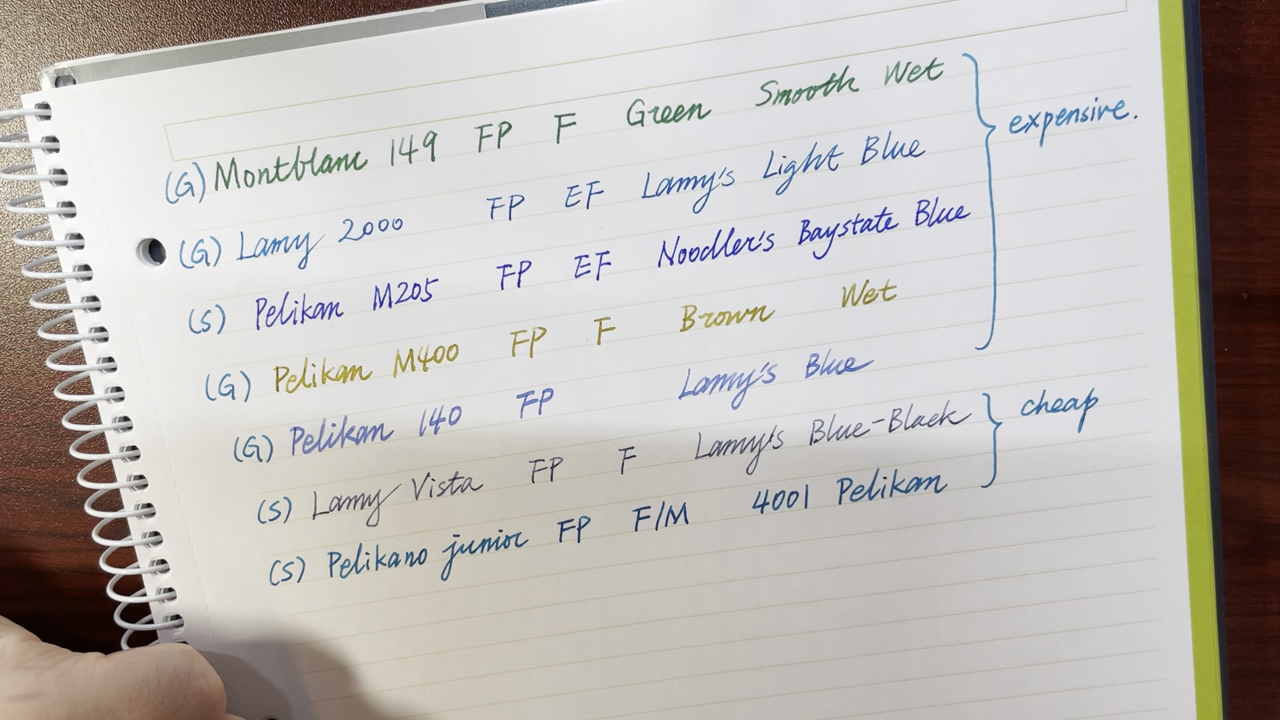 (G) Montblanc 149 FP F Green Smooth Wet
(G) Lamy 2000 FP EF Lamy's Light Blue
(S) Pelikan M205 FP EF Noodler's Baystate Blue
(G) Pelikan M400 FP F Brown Wet
(G) Pelikan 140 FP Lamy's Blue
(S) Lamy Vista FP F Lamy's Blue-Black
(S) Pelikano junior FP F/M 4001 Pelikan
expensive.
cheap